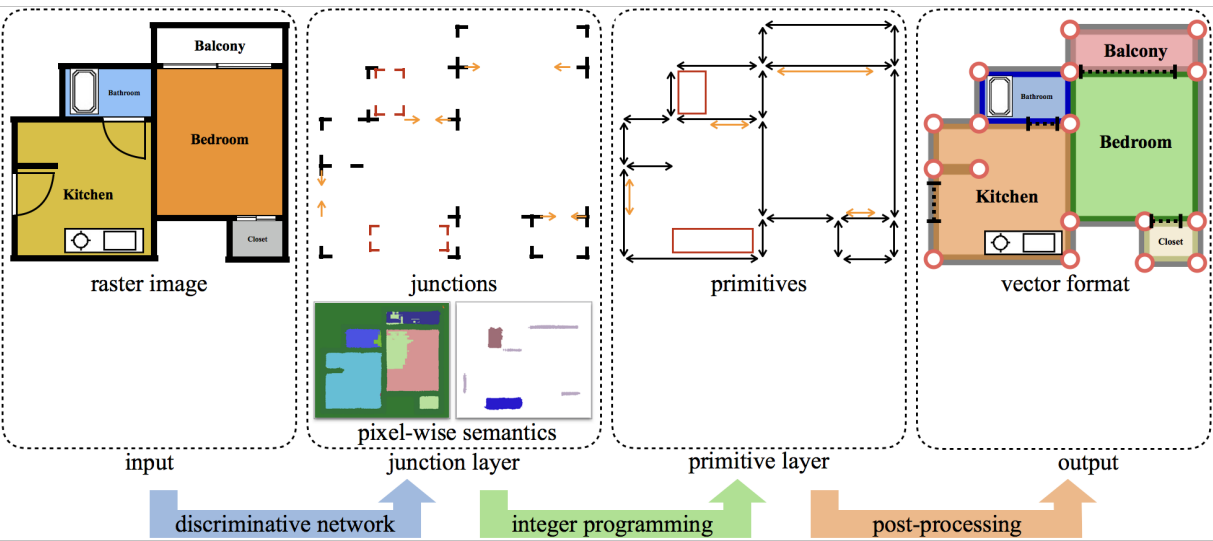 Balcony
Bathroom
Bedroom
Kitchen
Closet
raster image
junctions
primitives
Balcony
Bathroom
Bedroom
Kitchen
Closet
vector format
pixel-wise semantics
input
junction layer
primitive layer
output
discriminative network
integer programming
post-processing